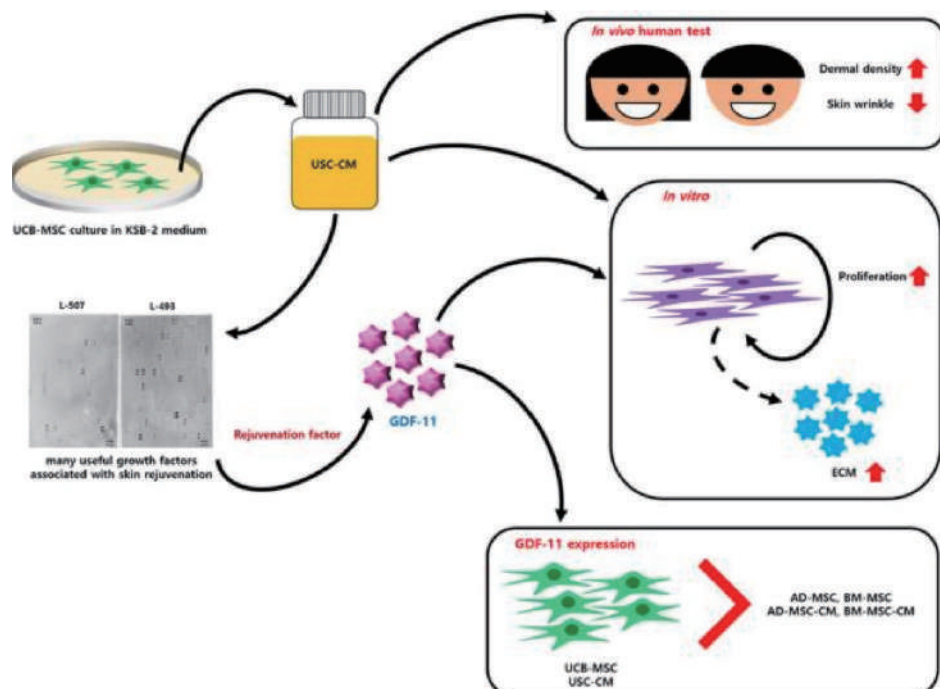 In vivo human test
Dermal density
Skin wrinkle
USC-CM
UCB-MSC culture in KSB-2 medium
In vitro
Proliferation
ECM
L-507
L-493
many useful growth factors
associated with skin rejuvenation
Rejuvenation factor
GDF-11
GDF-11 expression
UCB-MSC
USC-CM
AD-MSC, BM-MSC
AD-MSC-CM, BM-MSC-CM